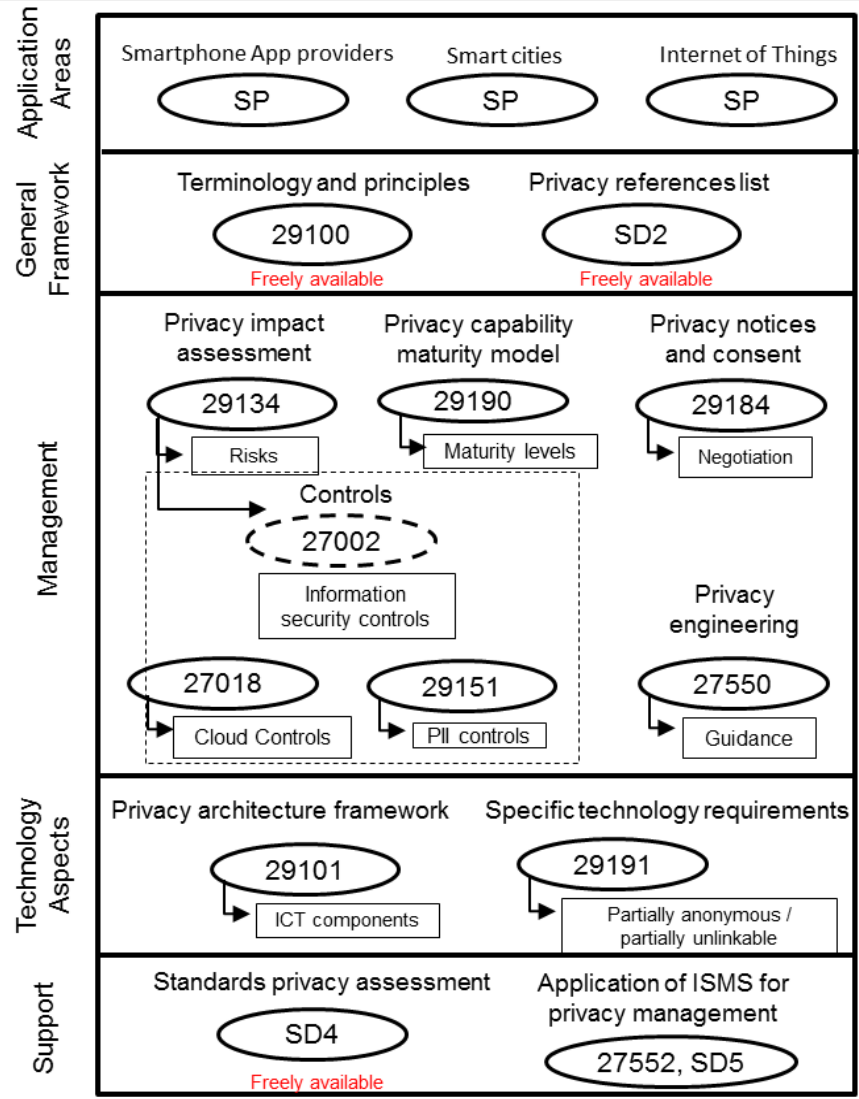 Application
Areas
Smartphone App providers
SP
Smart cities
SP
Internet of Things
SP
General
Framework
Terminology and principles
29100
Freely available
Privacy references list
SD2
Freely available
Management
Privacy impact
assessment
29134
Risks
Privacy capability
maturity model
29190
Maturity levels
Privacy notices
and consent
29184
Negotiation
Controls
27002
Information
security controls
27018
Cloud Controls
29151
PII controls
Privacy
engineering
27550
Guidance
Technology
Aspects
Privacy architecture framework
29101
ICT components
Specific technology requirements
29191
Partially anonymous /
partially unlinkable
Support
Standards privacy assessment
SD4
Freely available
Application of ISMS for
privacy management
27552, SD5